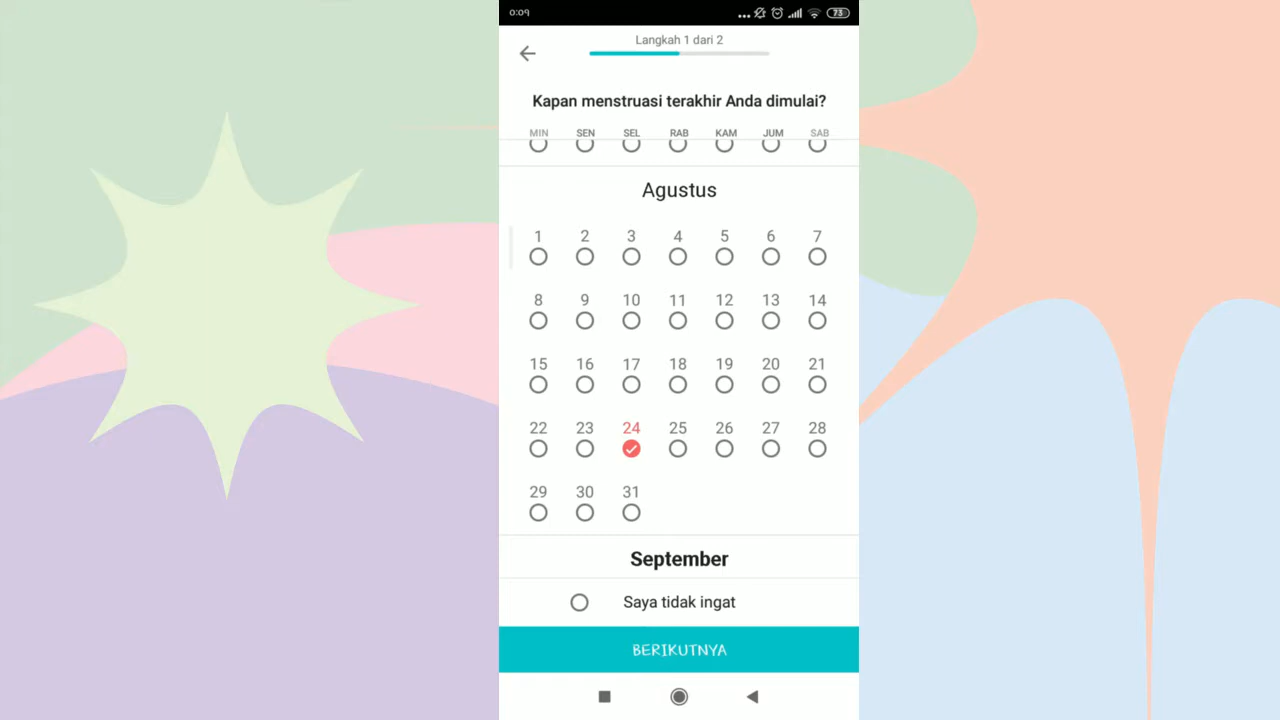 0:09
73
Langkah 1 dari 2
Kapan menstruasi terakhir Anda dimulai?
MIN SEN SEL RAB KAM JUM SAB
Agustus
1 2 3 4 5 6 7
8 9 10 11 12 13 14
15 16 17 18 19 20 21
22 23 24 25 26 27 28
29 30 31
September
Saya tidak ingat
BERIKUTNYA